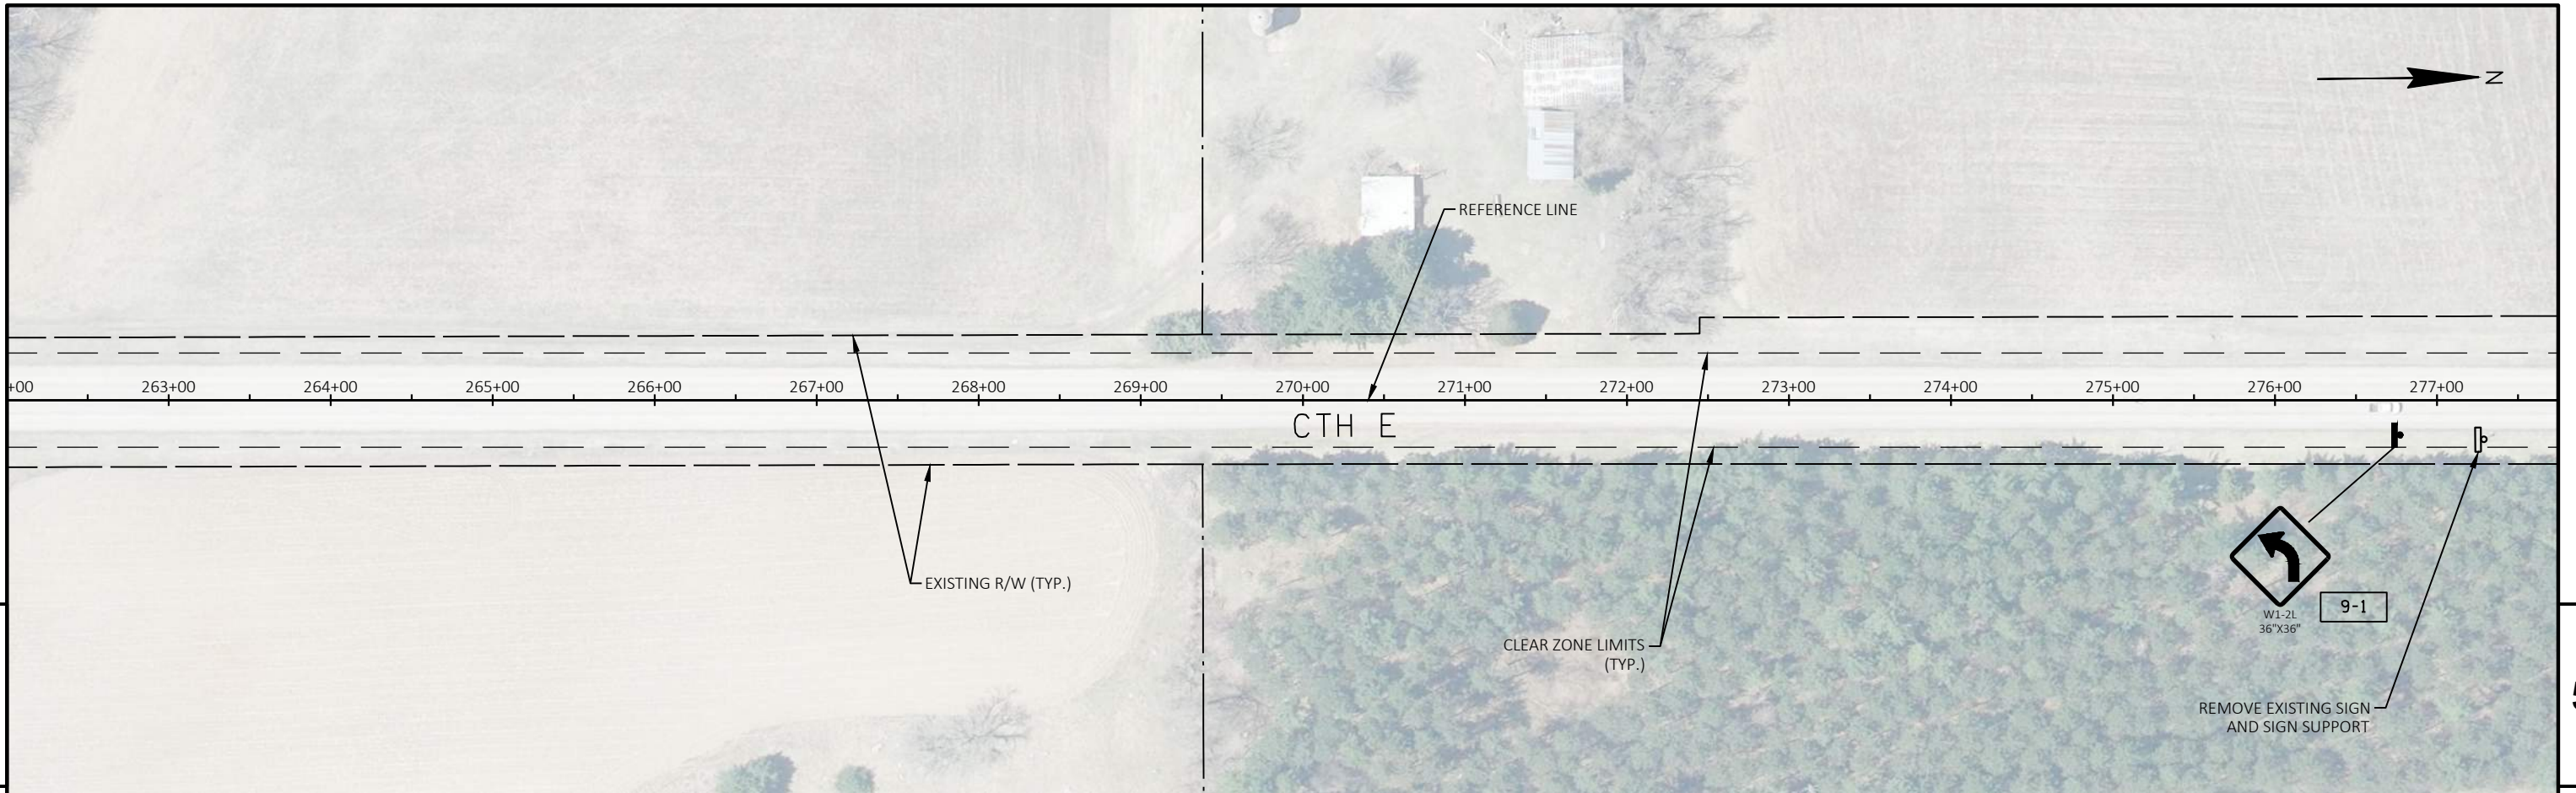 N
REFERENCE LINE
+00 263+00 264+00 265+00 266+00 267+00 268+00 269+00 270+00 271+00 272+00 273+00 274+00 275+00 276+00 277+00
CTH E
EXISTING R/W (TYP.)
CLEAR ZONE LIMITS
(TYP.)
W1-2L
36"X36"
9-1
REMOVE EXISTING SIGN
AND SIGN SUPPORT